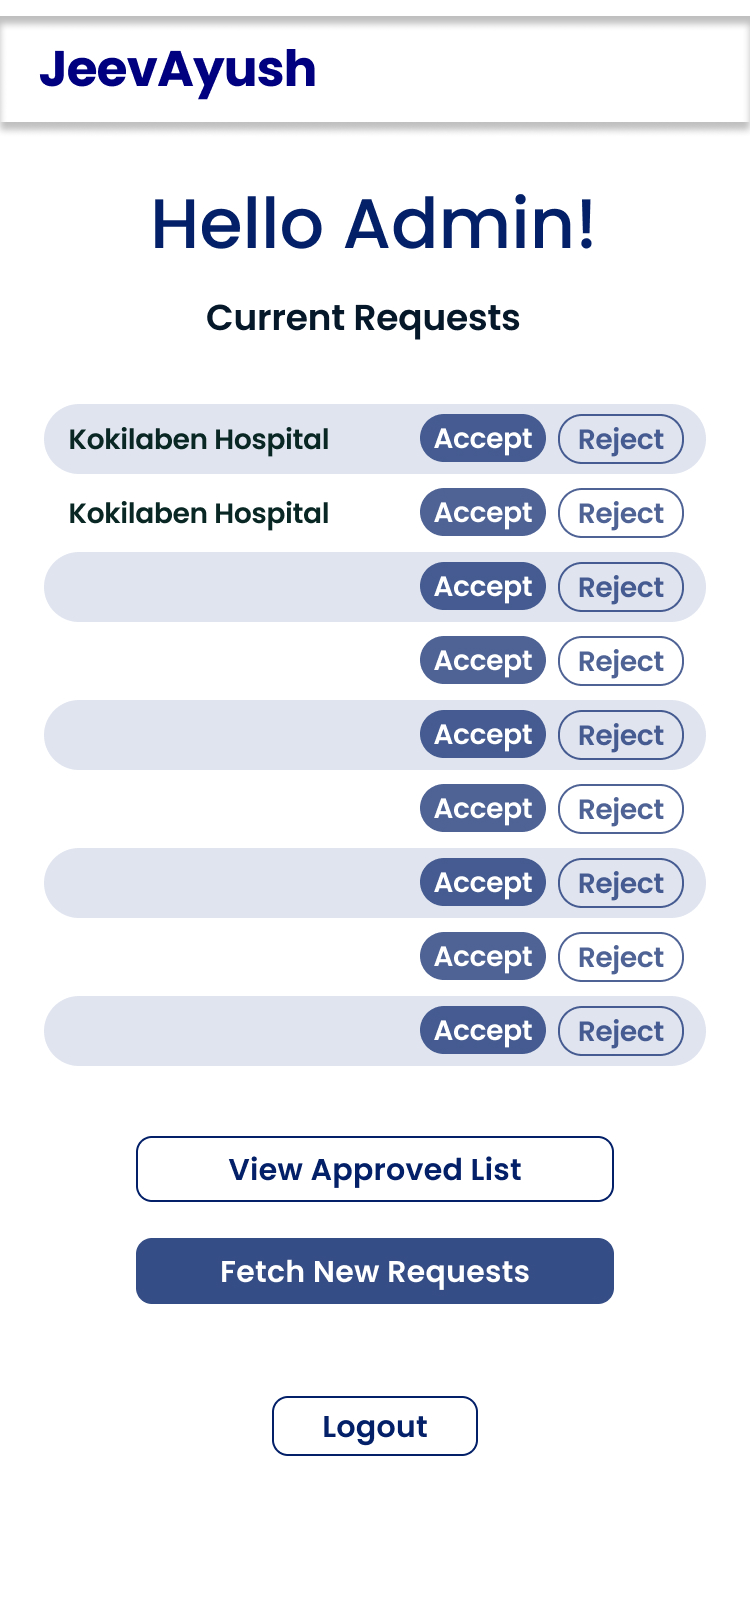 JeevAyush
Hello Admin!
Current Requests
Kokilaben Hospital Accept Reject
Kokilaben Hospital Accept Reject
Accept Reject
Accept Reject
Accept Reject
Accept Reject
Accept Reject
Accept Reject
Accept Reject
View Approved List
Fetch New Requests
Logout